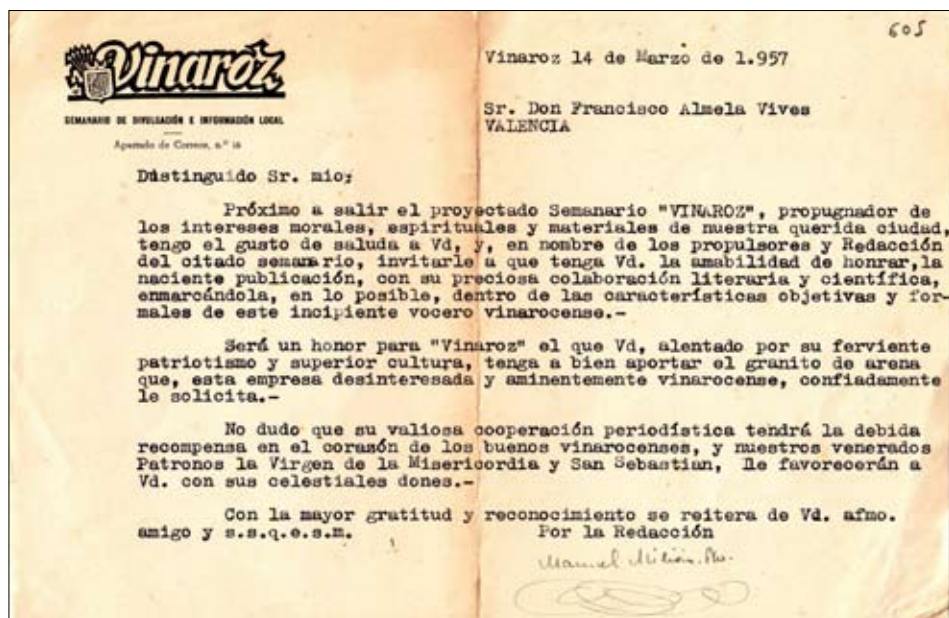 605
Vinaroz
SEMANARIO DE DIVULGACIÓN E INFORMACIÓN LOCAL
Apartado de Correos, n.º 16
Vinaroz 14 de Marzo de 1.957
Sr. Don Francisco Almela Vives
VALENCIA
Distinguido Sr. mio;
Próximo a salir el proyectado Semanario "VINAROZ", propugnador de
los intereses morales, espirituales y materiales de nuestra querida ciudad,
tengo el gusto de saluda a Vd, y, en nombre de los propulsores y Redacción
del citado semanario, invitarle a que tenga Vd. la amabilidad de honrar,la
naciente publicación, con su preciosa colaboración literaria y científica,
enmarcándola, en lo posible, dentro de las características objetivas y for-
males de este incipiente vocero vinarocense.-
Será un honor para "Vinaroz" el que Vd, alentado por su ferviente
patriotismo y superior cultura, tenga a bien aportar el granito de arena
que, esta empresa desinteresada y aminentemente vinarocense, confiadamente
le solicita.-
No dudo que su valiosa cooperación periodística tendrá la debida
recompensa en el corazón de los buenos vinarocenses, y nuestros venerados
Patronos la Virgen de la Misericordia y San Sebastian, lle favorecerán a
Vd. con sus celestiales dones.-
Con la mayor gratitud y reconocimiento se reitera de Vd. afmo.
amigo y s.s.q.e.s.m.
Por la Redacción
Manuel Milián